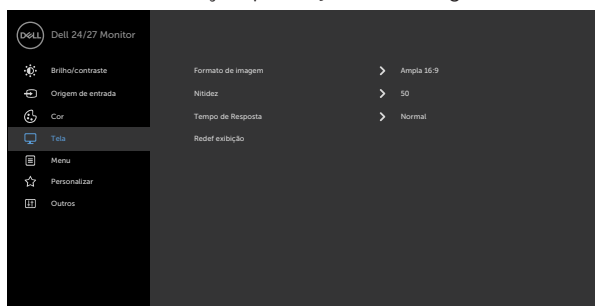 DELL
Dell 24/27 Monitor
Brilho/contraste
Formato de imagem
Ampla 16:9
Origem de entrada
Nitidez
50
Cor
Tempo de Resposta
Normal
Tela
Redef exibição
Menu
Personalizar
Outros